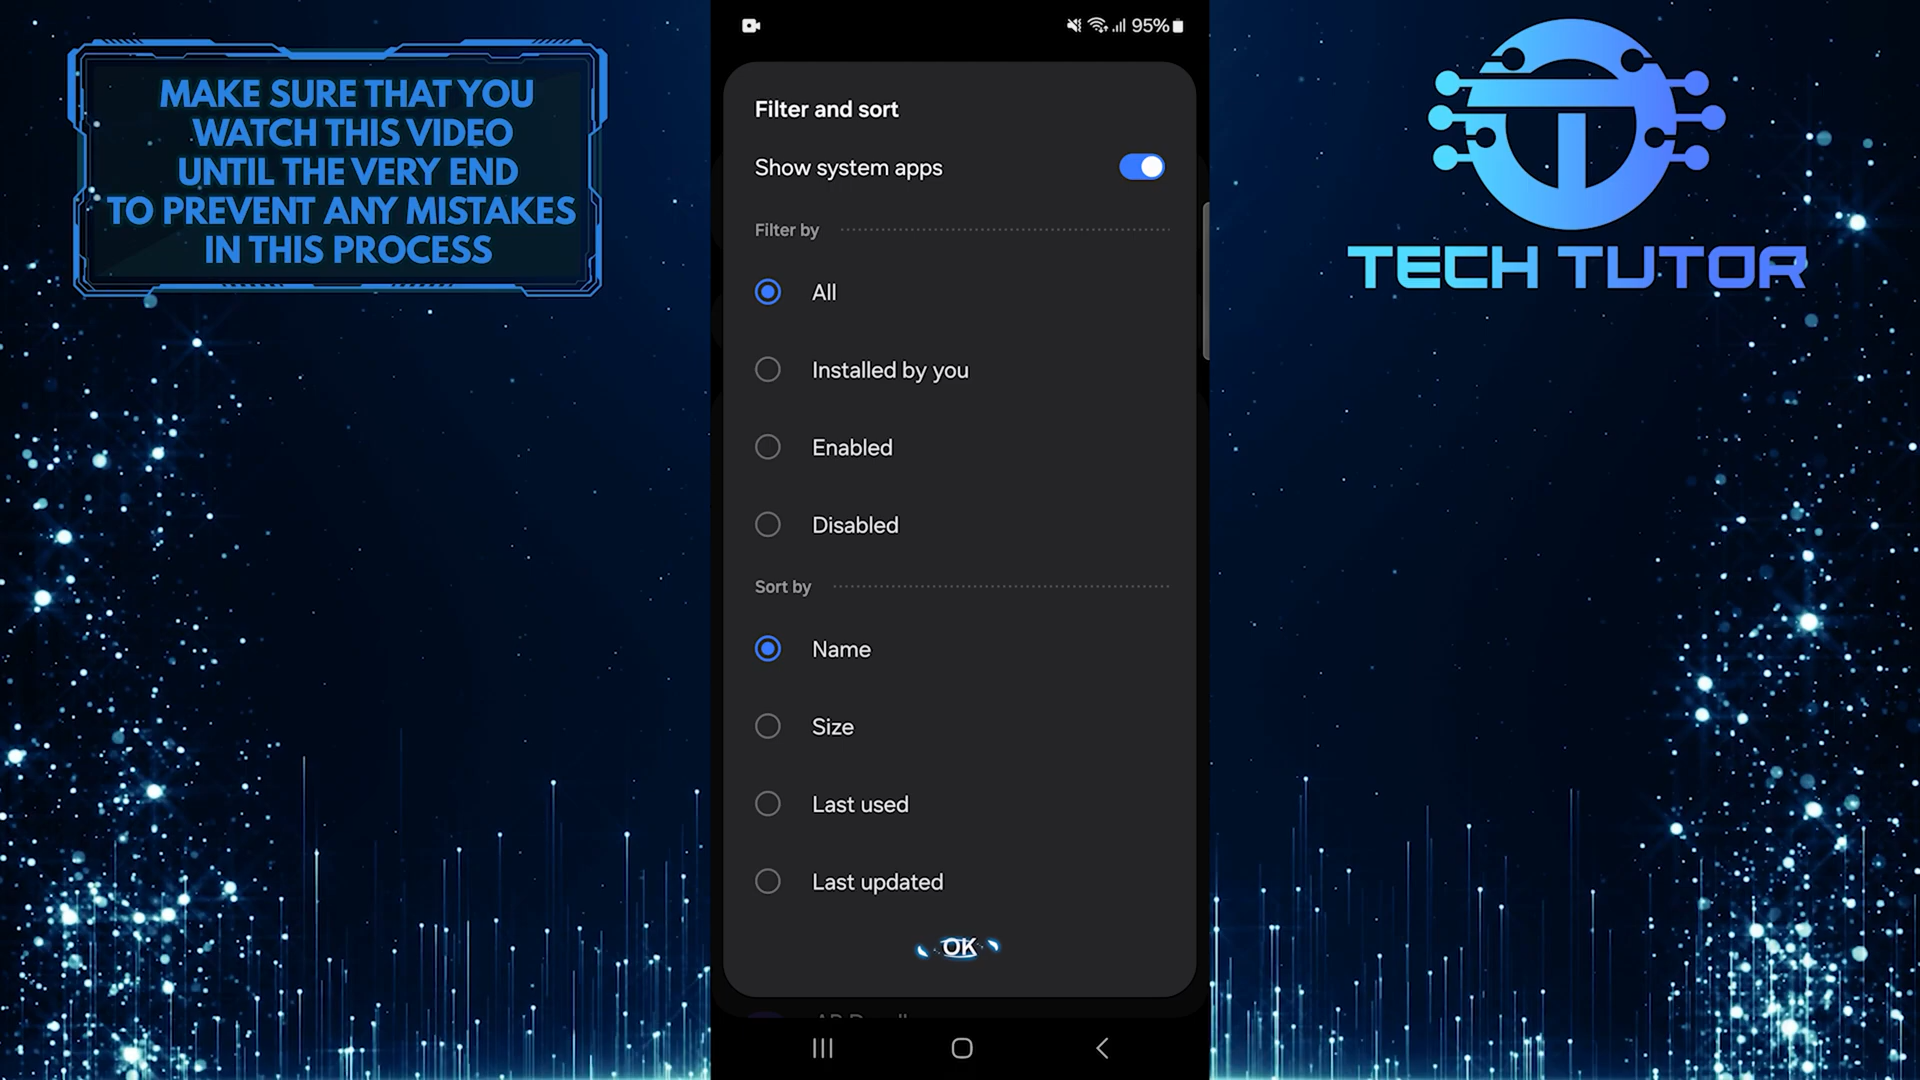 MAKE SURE THAT YOU
WATCH THIS VIDEO
UNTIL THE VERY END
TO PREVENT ANY MISTAKES
IN THIS PROCESS
95%
Filter and sort
Show system apps
Filter by
All
Installed by you
Enabled
Disabled
Sort by
Name
Size
Last used
Last updated
OK
TECH TUTOR